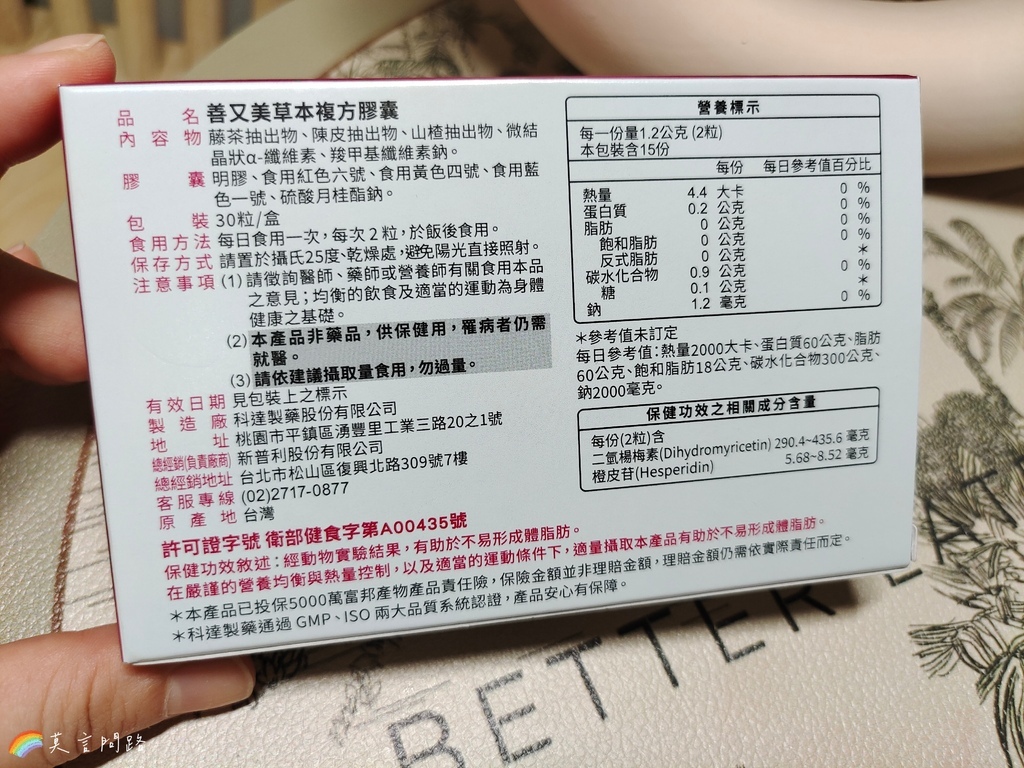 品名 善又美草本複方膠囊
內容物 藤茶抽出物、陳皮抽出物、山楂抽出物、微結
晶狀α-纖維素、羧甲基纖維素鈉。
膠囊 明膠、食用紅色六號、食用黃色四號、食用藍
色一號、硫酸月桂酯鈉。
包裝 30粒/盒
食用方法 每日食用一次，每次2粒，於飯後食用。
保存方式 請置於攝氏25度、乾燥處，避免陽光直接照射。
注意事項 (1) 請徵詢醫師、藥師或營養師有關食用本品
之意見；均衡的飲食及適當的運動為身體
健康之基礎。
(2) 本產品非藥品，供保健用，罹病者仍需
就醫。
(3) 請依建議攝取量食用，勿過量。
有效日期 見包裝上之標示
製造廠 科達製藥股份有限公司
地址 桃園市平鎮區湧豐里工業三路20之1號
總經銷(負責廠商) 新普利股份有限公司
總經銷地址 台北市松山區復興北路309號7樓
客服專線 (02)2717-0877
原產地 台灣
許可證字號 衛部健食字第A00435號
保健功效敘述：經動物實驗結果，有助於不易形成體脂肪。
在嚴謹的營養均衡與熱量控制，以及適當的運動條件下，適量攝取本產品有助於不易形成體脂肪。
＊本產品已投保5000萬富邦產物產品責任險，保險金額並非理賠金額，理賠金額仍需依實際責任而定。
＊科達製藥通過 GMP、ISO 兩大品質系統認證，產品安心有保障。
營養標示
每一份量1.2公克 (2粒)
本包裝含15份
每份 每日參考值百分比
熱量 4.4 大卡 0 %
蛋白質 0.2 公克 0 %
脂肪 0 公克 0 %
飽和脂肪 0 公克 0 %
反式脂肪 0 公克 ＊
碳水化合物 0.9 公克 0 %
糖 0.1 公克 ＊
鈉 1.2 毫克 0 %
＊參考值未訂定
每日參考值：熱量2000大卡、蛋白質60公克、脂肪
60公克、飽和脂肪18公克、碳水化合物300公克、
鈉2000毫克。
保健功效之相關成分含量
每份(2粒)含
二氫楊梅素(Dihydromyricetin) 290.4~435.6 毫克
橙皮苷(Hesperidin) 5.68~8.52 毫克
BETTER
莫言問路